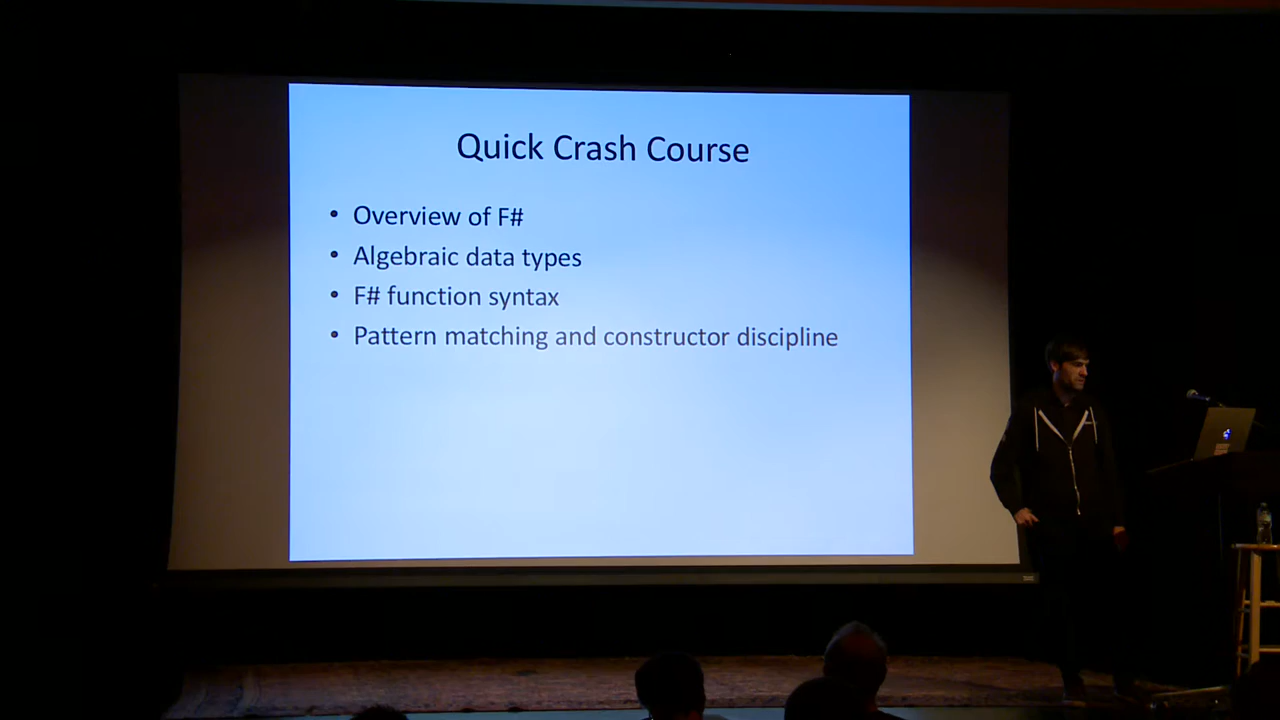 Quick Crash Course
• Overview of F#
• Algebraic data types
• F# function syntax
• Pattern matching and constructor discipline